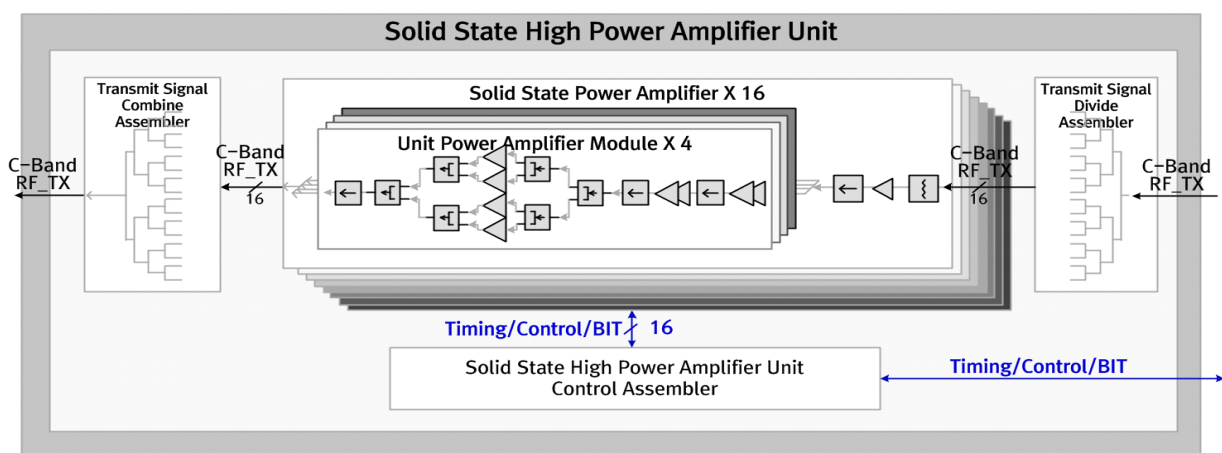 Solid State High Power Amplifier Unit
Transmit Signal
Combine
Assembler
Solid State Power Amplifier X 16
Transmit Signal
Divide
Assembler
Unit Power Amplifier Module X 4
C-Band
RF_TX
C-Band
RF_TX
16
C-Band
RF_TX
16
C-Band
RF_TX
Timing/Control/BIT
16
Solid State High Power Amplifier Unit
Control Assembler
Timing/Control/BIT